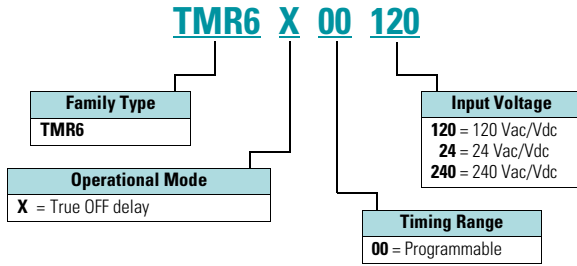 TMR6 X 00 120
Family Type
TMR6
Operational Mode
X = True OFF delay
Input Voltage
120 = 120 Vac/Vdc
24 = 24 Vac/Vdc
240 = 240 Vac/Vdc
Timing Range
00 = Programmable